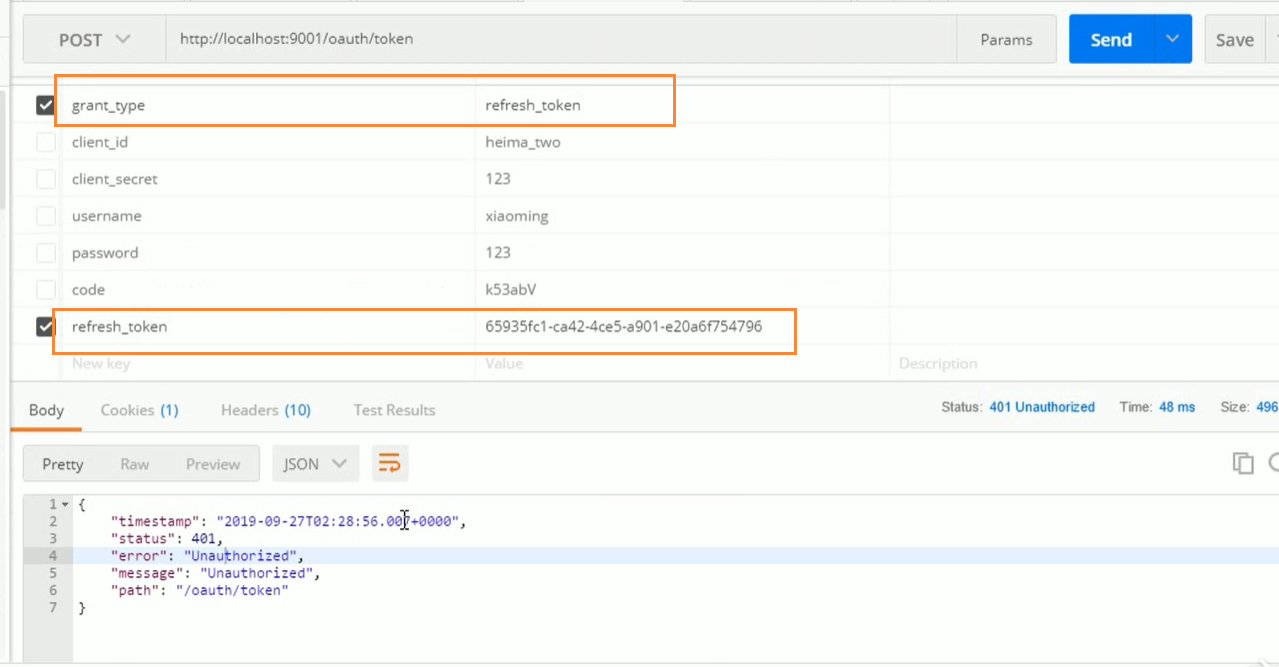 POST http://localhost:9001/oauth/token Params Send Save
grant_type refresh_token
client_id heima_two
client_secret 123
username xiaoming
password 123
code k53abV
refresh_token 65935fc1-ca42-4ce5-a901-e20a6f754796
New key Value Description
Body Cookies (1) Headers (10) Test Results Status: 401 Unauthorized Time: 48 ms Size: 496
Pretty Raw Preview JSON
1 {
2 "timestamp": "2019-09-27T02:28:56.007+0000",
3 "status": 401,
4 "error": "Unauthorized",
5 "message": "Unauthorized",
6 "path": "/oauth/token"
7 }